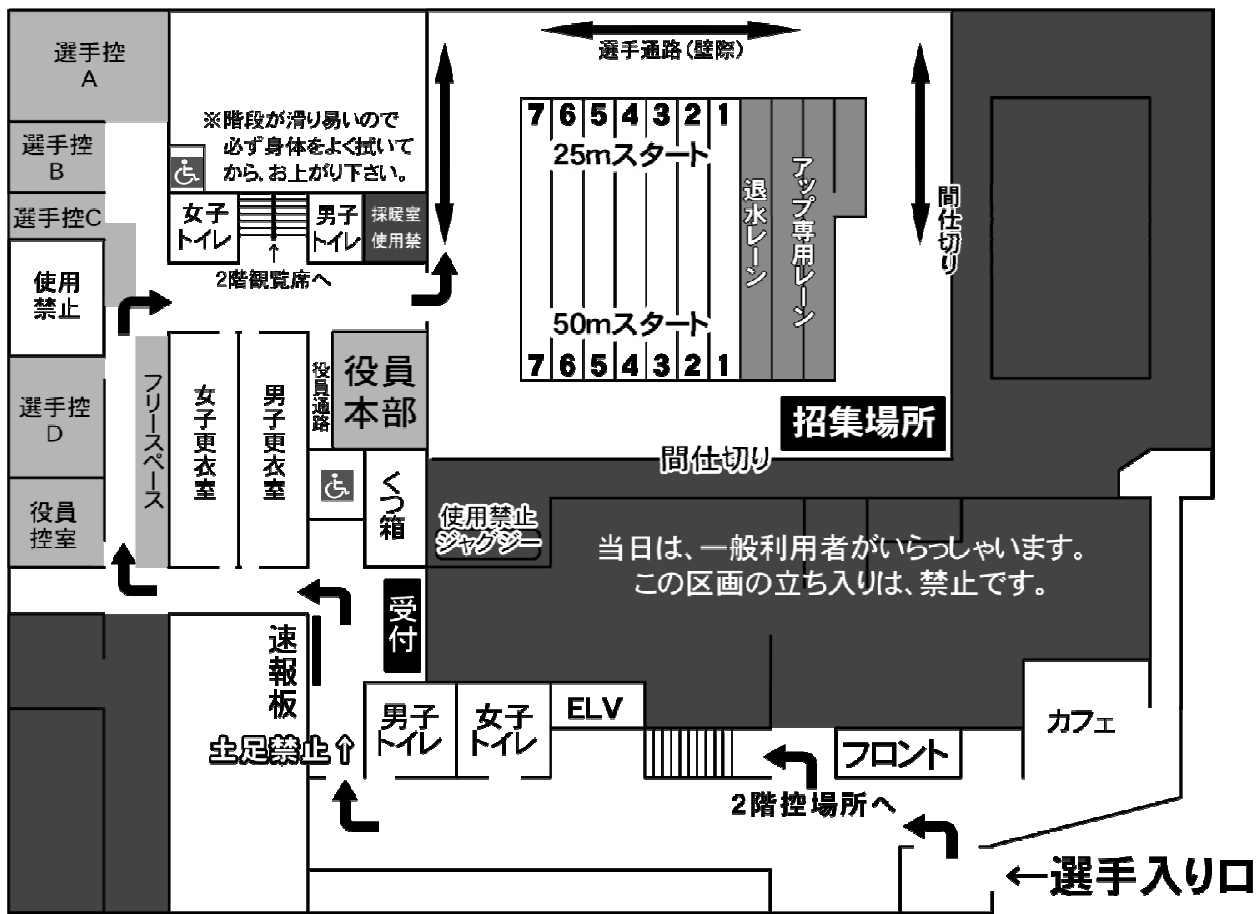 選手控
A
選手通路(壁際)
※階段が滑り易いので
必ず身体をよく拭いて
から、お上がり下さい。
7 6 5 4 3 2 1
25mスタート
選手控
B
選手控C
女子
トイレ
男子
トイレ
採暖室
使用禁
2階観覧席へ
退水レーン
アップ専用レーン
間仕切り
使用
禁止
50mスタート
7 6 5 4 3 2 1
選手控
D
フリースペース
女子更衣室
男子更衣室
役員通路
役員
本部
招集場所
間仕切り
役員
控室
くつ箱
使用禁止
ジャグジー
当日は、一般利用者がいらっしゃいます。
この区画の立ち入りは、禁止です。
受付
速報板
土足禁止↑
男子
トイレ
女子
トイレ
ELV
フロント
カフェ
2階控場所へ
←選手入り口